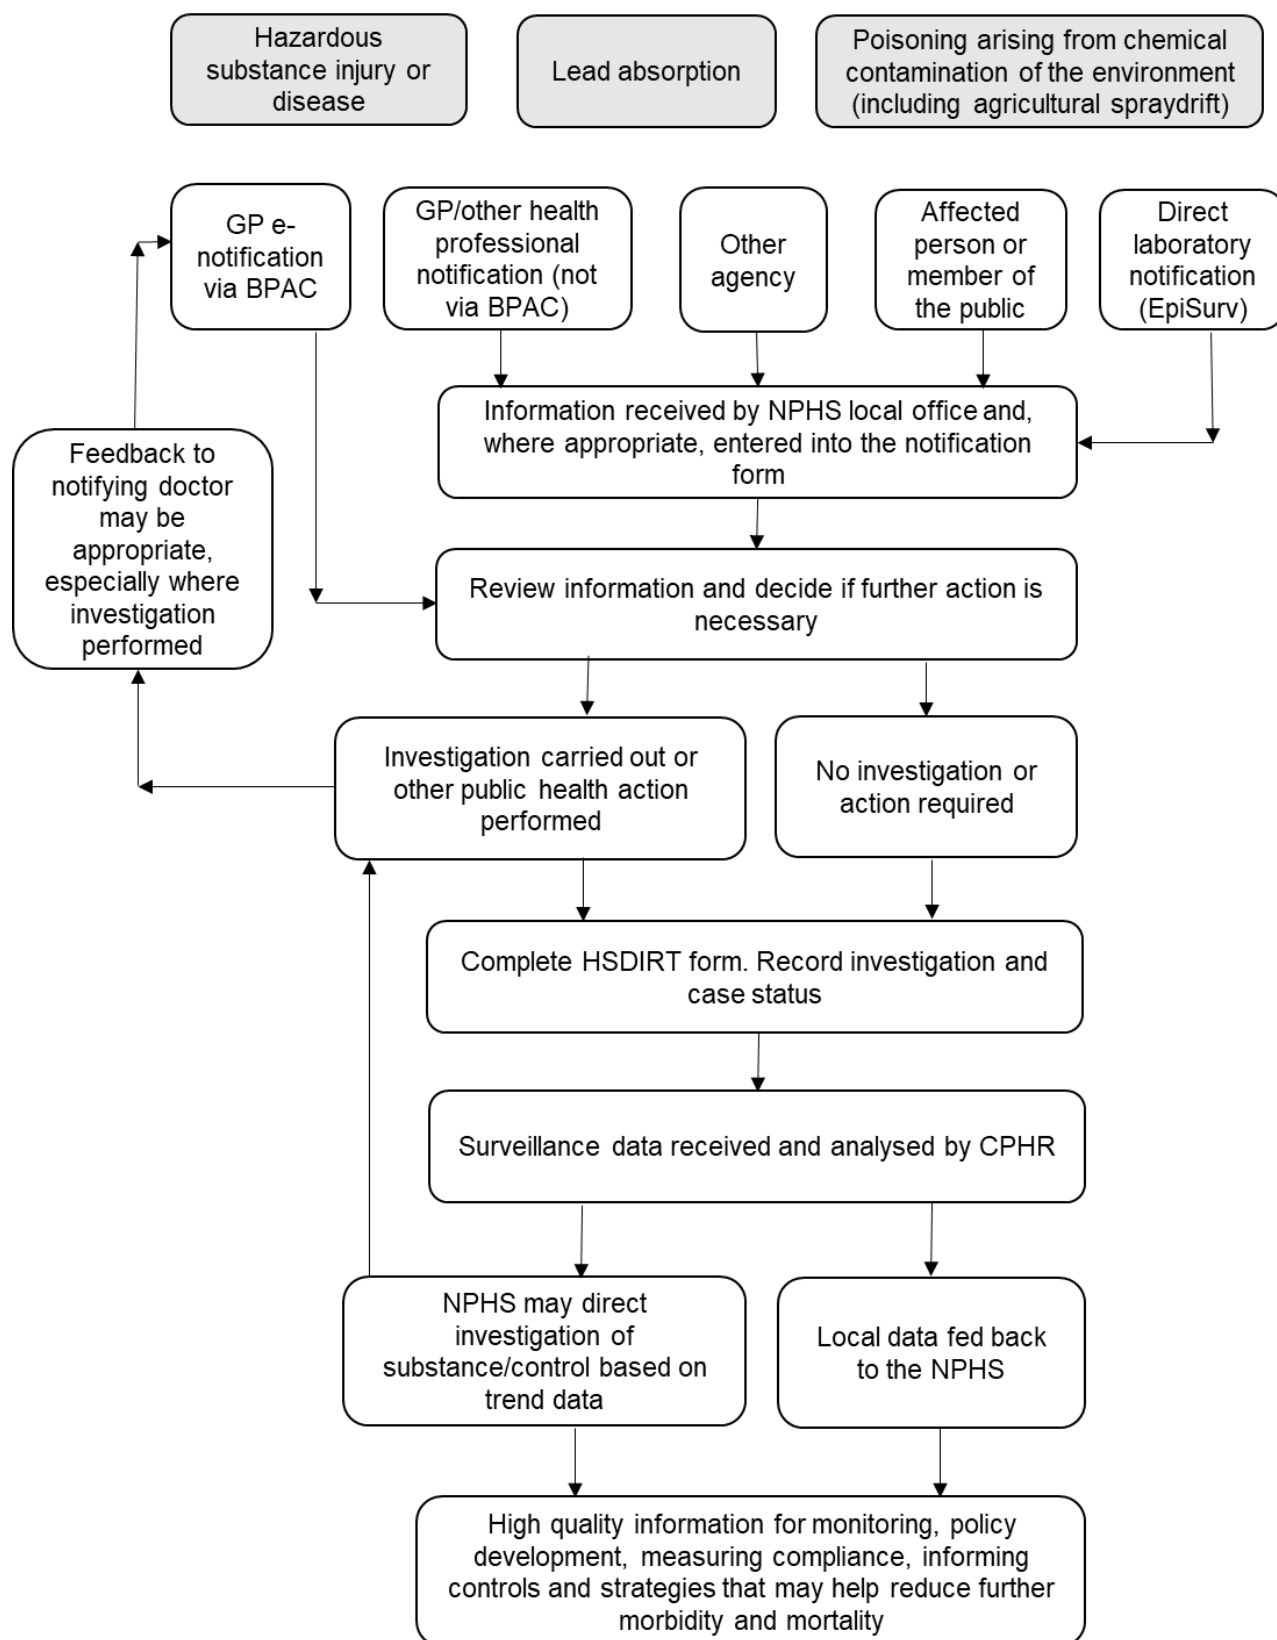 Hazardous
substance injury or
disease
Lead absorption
Poisoning arising from chemical
contamination of the environment
(including agricultural spraydrift)
GP e-
notification
via BPAC
GP/other health
professional
notification (not
via BPAC)
Other
agency
Affected
person or
member of
the public
Direct
laboratory
notification
(EpiSurv)
Information received by NPHS local office and,
where appropriate, entered into the notification
form
Feedback to
notifying doctor
may be
appropriate,
especially where
investigation
performed
Review information and decide if further action is
necessary
Investigation carried out or
other public health action
performed
No investigation or
action required
Complete HSDIRT form. Record investigation and
case status
Surveillance data received and analysed by CPHR
NPHS may direct
investigation of
substance/control based on
trend data
Local data fed back
to the NPHS
High quality information for monitoring, policy
development, measuring compliance, informing
controls and strategies that may help reduce further
morbidity and mortality